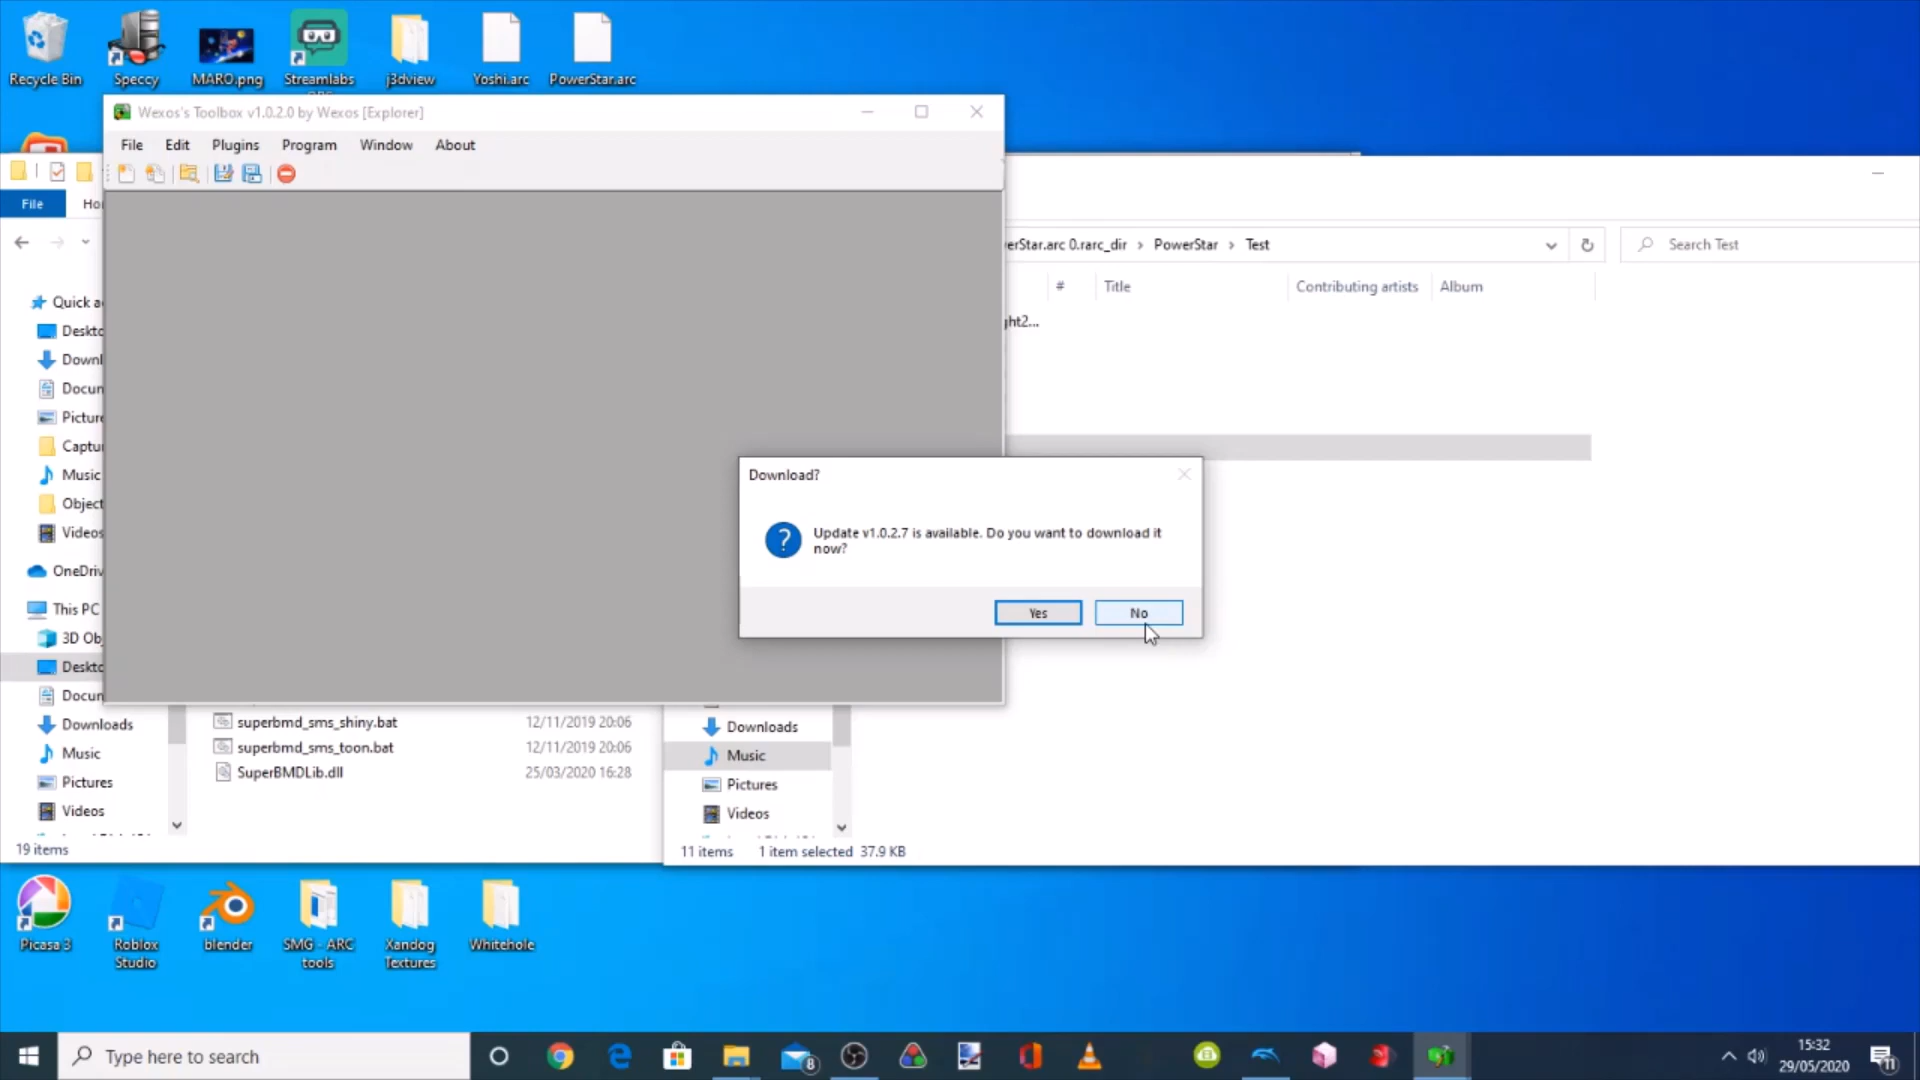 Recycle Bin
Speccy
MARO.png
Streamlabs
j3dview
Yoshi.arc
PowerStar.arc
Wexos's Toolbox v1.0.2.0 by Wexos [Explorer]
File
Edit
Plugins
Program
Window
About
File
Ho
erStar.arc 0.rarc_dir
PowerStar
Test
Search Test
#
Title
Contributing artists
Album
ght2...
Quick a
Deskto
Downl
Docun
Picture
Captu
Music
Object
Videos
OneDriv
This PC
3D Ob
Deskto
Docun
Downloads
Music
Pictures
Videos
19 items
Download?
Update v1.0.2.7 is available. Do you want to download it
now?
Yes
No
superbmd_sms_shiny.bat
12/11/2019 20:06
superbmd_sms_toon.bat
12/11/2019 20:06
SuperBMDLib.dll
25/03/2020 16:28
Downloads
Music
Pictures
Videos
11 items
1 item selected 37.9 KB
Picasa 3
Roblox
Studio
blender
SMG - ARC
tools
Xandog
Textures
Whitehole
Type here to search
8
15:32
29/05/2020
11